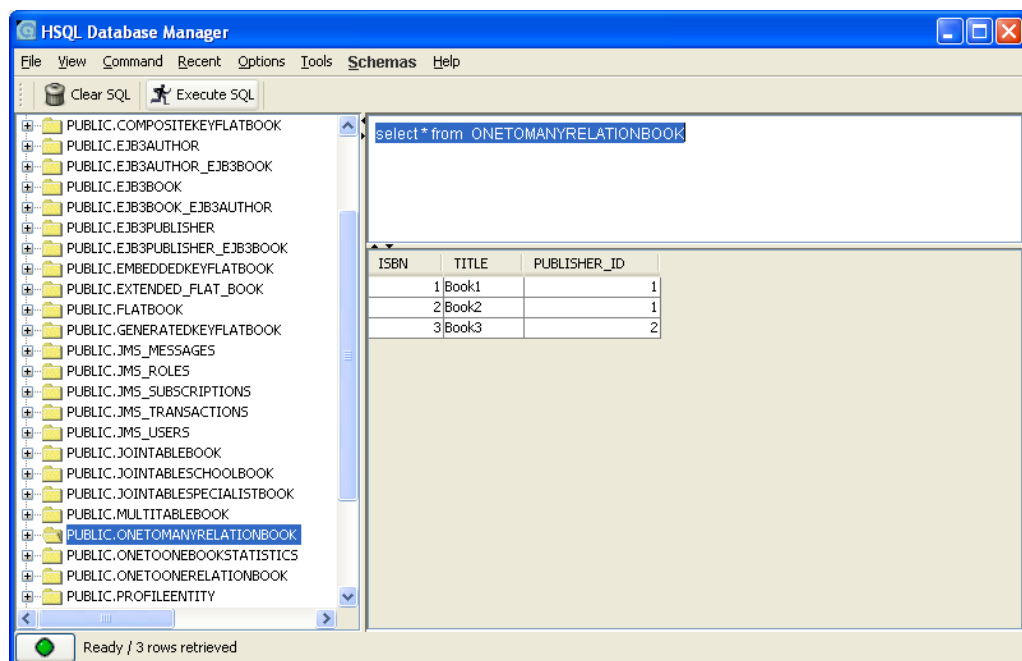 HSQL Database Manager
File View Command Recent Options Tools Schemas Help
Clear SQL Execute SQL
PUBLIC.COMPOSITEKEYFLATBOOK
PUBLIC.EJB3AUTHOR
PUBLIC.EJB3AUTHOR_EJB3BOOK
PUBLIC.EJB3BOOK
PUBLIC.EJB3BOOK_EJB3AUTHOR
PUBLIC.EJB3PUBLISHER
PUBLIC.EJB3PUBLISHER_EJB3BOOK
PUBLIC.EMBEDDEDKEYFLATBOOK
PUBLIC.EXTENDED_FLAT_BOOK
PUBLIC.FLATBOOK
PUBLIC.GENERATEDKEYFLATBOOK
PUBLIC.JMS_MESSAGES
PUBLIC.JMS_ROLES
PUBLIC.JMS_SUBSCRIPTIONS
PUBLIC.JMS_TRANSACTIONS
PUBLIC.JMS_USERS
PUBLIC.JOINTABLEBOOK
PUBLIC.JOINTABLESCHOOLBOOK
PUBLIC.JOINTABLESPECIALISTBOOK
PUBLIC.MULTITABLEBOOK
PUBLIC.ONETOMANYRELATIONBOOK
PUBLIC.ONETOONEBOOKSTATISTICS
PUBLIC.ONETOONERELATIONBOOK
PUBLIC.PROFILEENTITY
select * from ONETOMANYRELATIONBOOK
ISBN TITLE PUBLISHER_ID
1 Book1 1
2 Book2 1
3 Book3 2
Ready / 3 rows retrieved